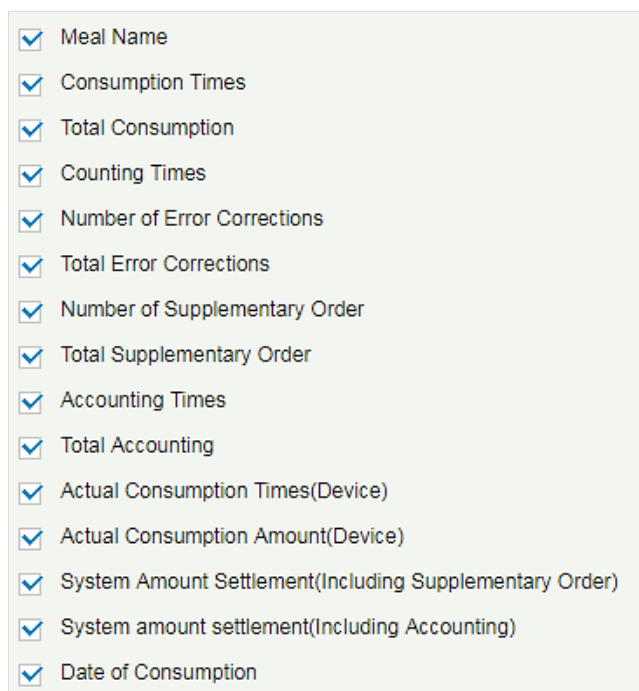 Meal Name
Consumption Times
Total Consumption
Counting Times
Number of Error Corrections
Total Error Corrections
Number of Supplementary Order
Total Supplementary Order
Accounting Times
Total Accounting
Actual Consumption Times(Device)
Actual Consumption Amount(Device)
System Amount Settlement(Including Supplementary Order)
System amount settlement(Including Accounting)
Date of Consumption